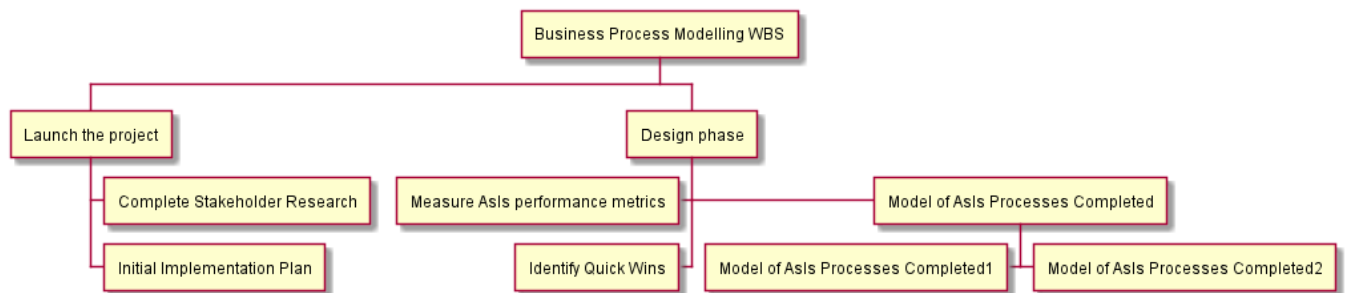 Business Process Modelling WBS
Launch the project
Design phase
Complete Stakeholder Research
Measure AsIs performance metrics
Model of AsIs Processes Completed
Initial Implementation Plan
Identify Quick Wins
Model of AsIs Processes Completed1
Model of AsIs Processes Completed2